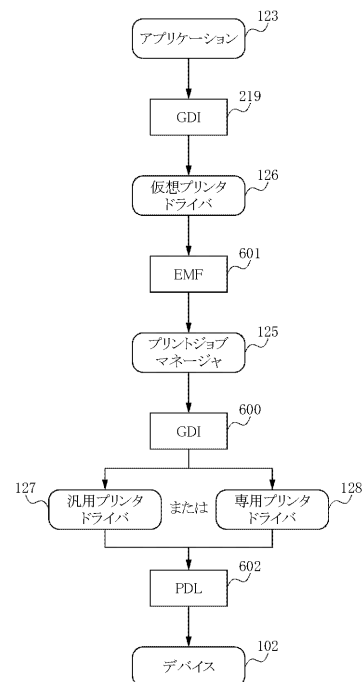 アプリケーション
123
GDI
219
仮想プリンタ
ドライバ
126
EMF
601
プリントジョブ
マネージャ
125
GDI
600
127
汎用プリンタ
ドライバ
または
専用プリンタ
ドライバ
128
PDL
602
デバイス
102